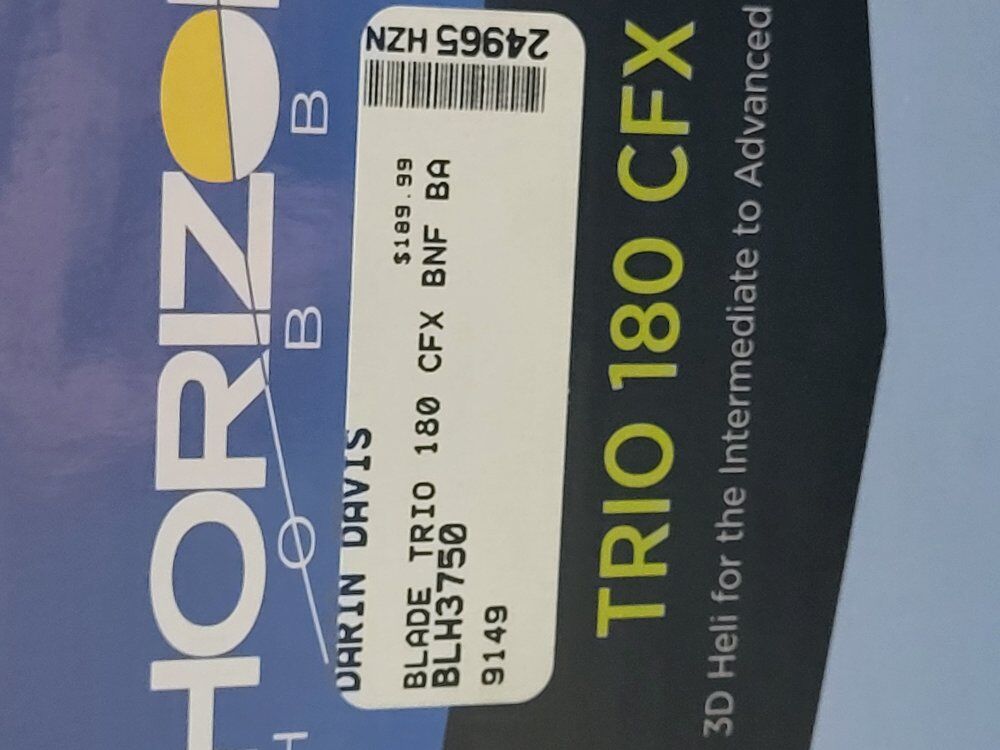 HORIZO
H O B B
DARIN DAVIS
$189.99
BLADE TRIO 180 CFX BNF BA
BLH3750
9149
24965 HZN
TRIO 180 CFX
3D Heli for the Intermediate to Advanced